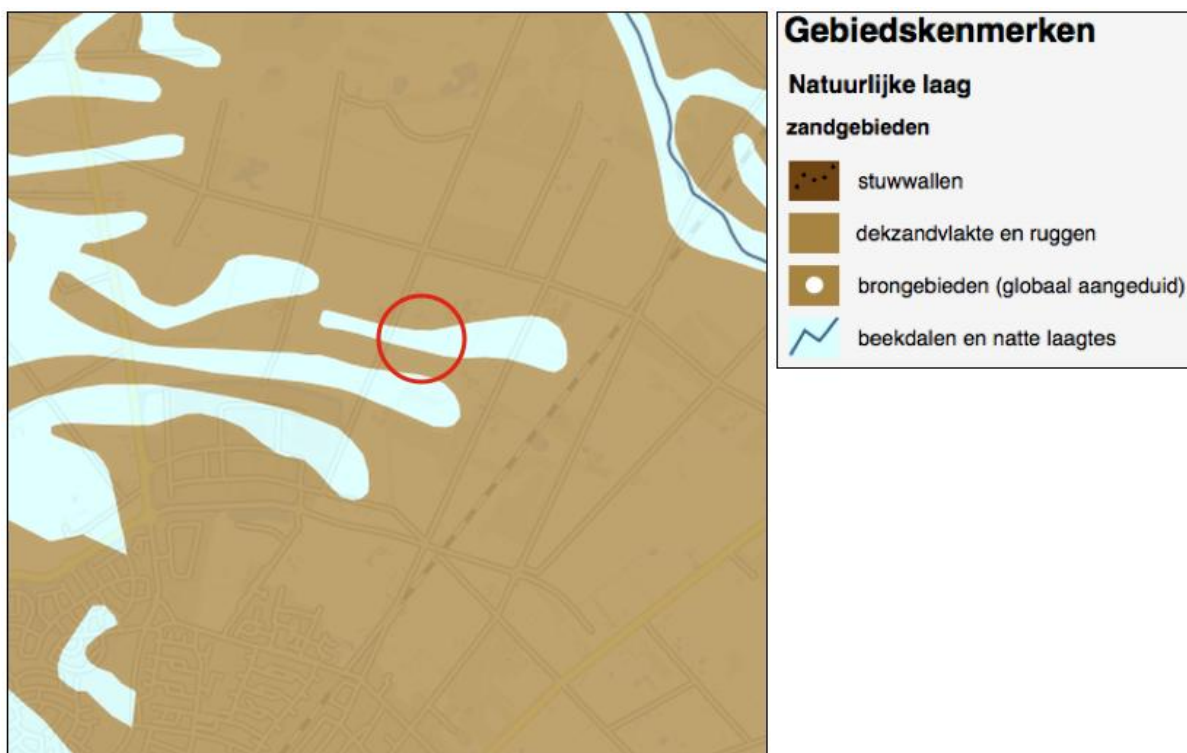 Gebiedskenmerken
Natuurlijke laag
zandgebieden
stuwwallen
dekzandvlakte en ruggen
brongebieden (globaal aangeduid)
beekdalen en natte laagtes